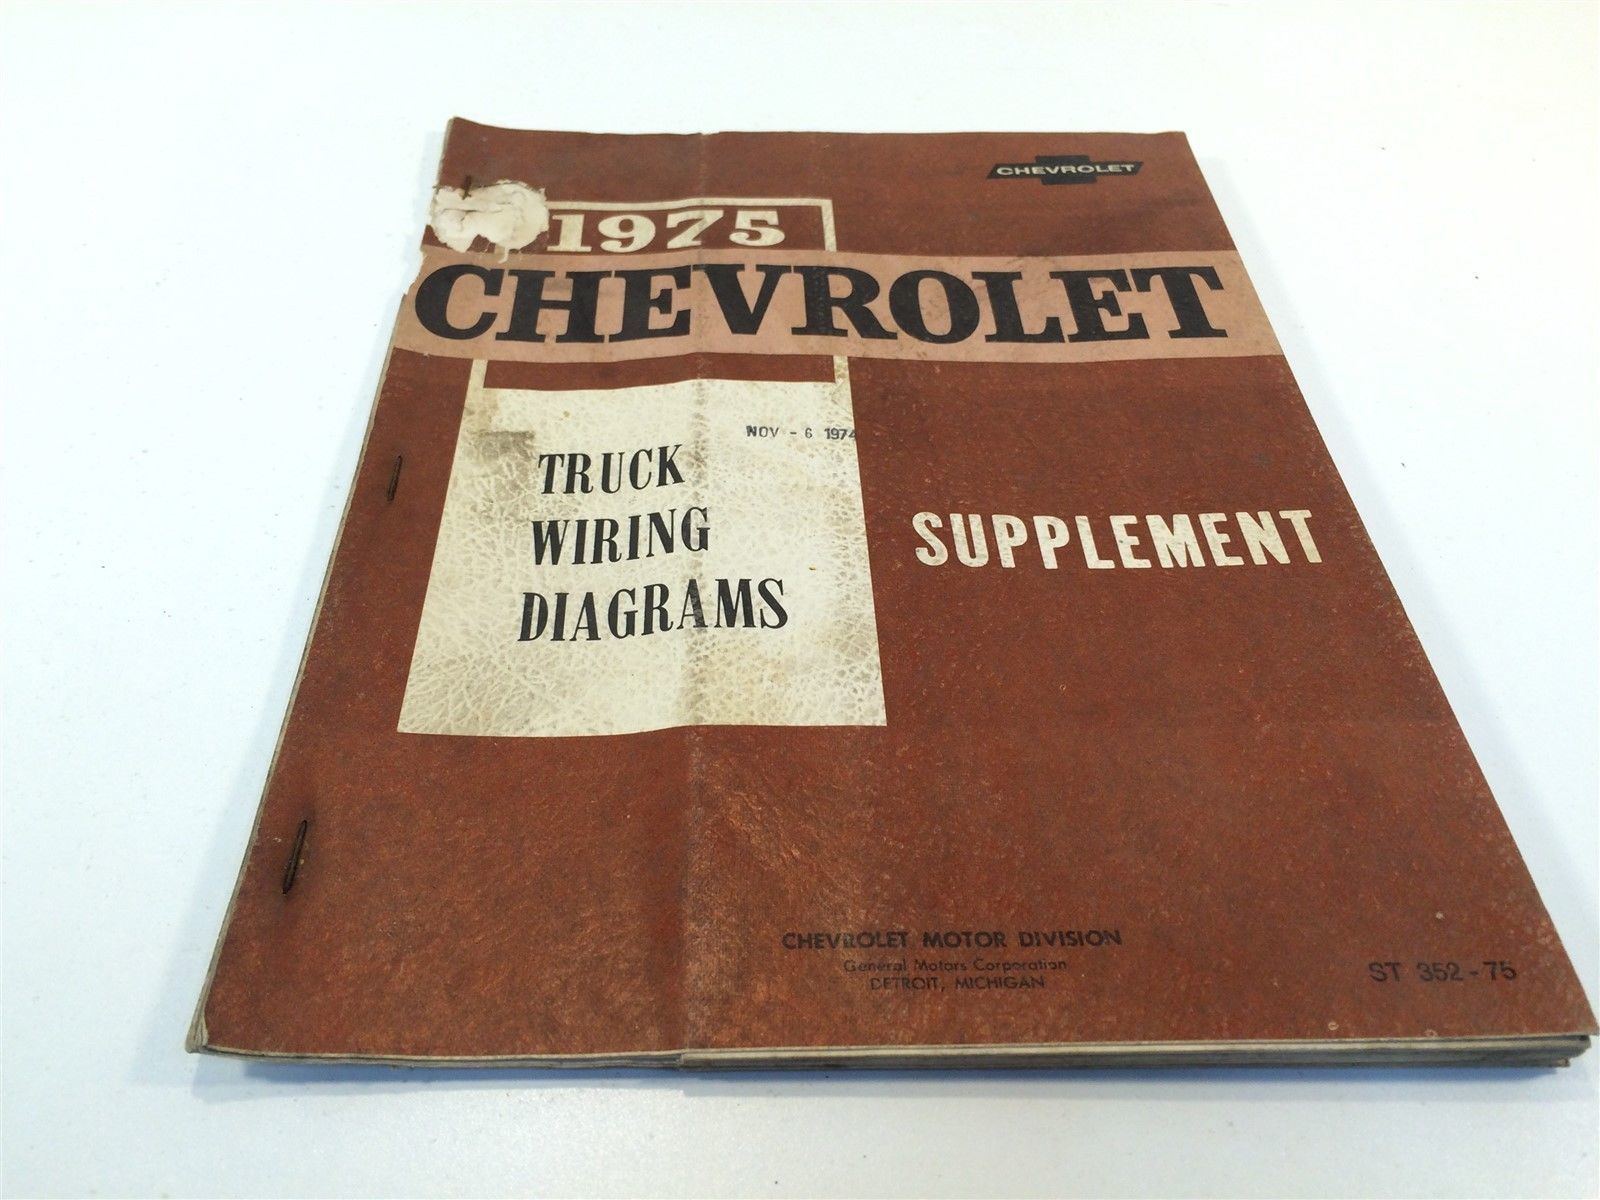 CHEVROLET
1975
CHEVROLET
NOV - 6 1974
TRUCK
WIRING
DIAGRAMS
SUPPLEMENT
CHEVROLET MOTOR DIVISION
General Motors Corporation
DETROIT, MICHIGAN
ST 352-75